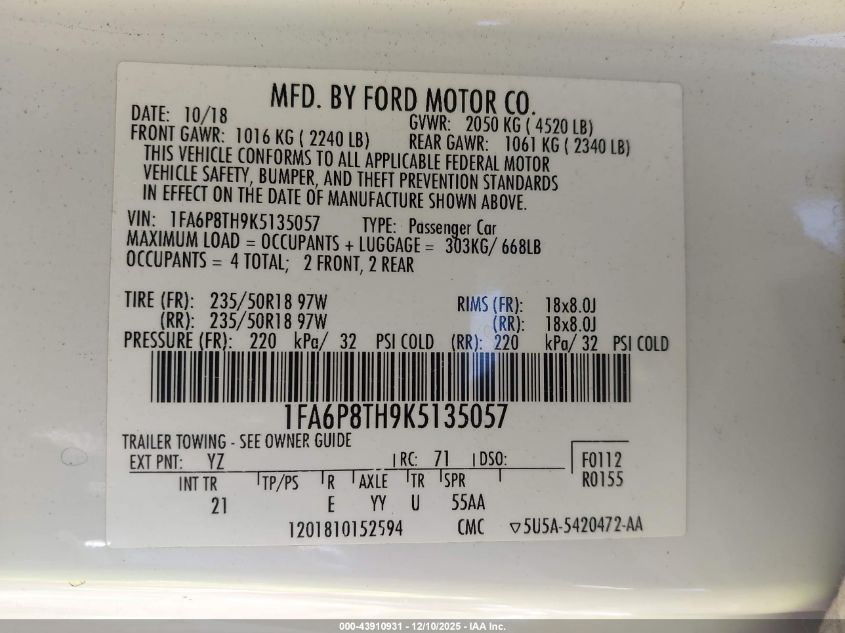 MFD. BY FORD MOTOR CO.
DATE: 10/18 GVWR: 2050 KG ( 4520 LB)
FRONT GAWR: 1016 KG ( 2240 LB) REAR GAWR: 1061 KG ( 2340 LB)
THIS VEHICLE CONFORMS TO ALL APPLICABLE FEDERAL MOTOR
VEHICLE SAFETY, BUMPER, AND THEFT PREVENTION STANDARDS
IN EFFECT ON THE DATE OF MANUFACTURE SHOWN ABOVE.
VIN: 1FA6P8TH9K5135057 TYPE: Passenger Car
MAXIMUM LOAD = OCCUPANTS + LUGGAGE = 303KG/ 668LB
OCCUPANTS = 4 TOTAL; 2 FRONT, 2 REAR
TIRE (FR): 235/50R18 97W RIMS (FR): 18x8.0J
(RR): 235/50R18 97W (RR): 18x8.0J
PRESSURE (FR): 220 kPa/ 32 PSI COLD (RR): 220 kPa/ 32 PSI COLD
1FA6P8TH9K5135057
TRAILER TOWING - SEE OWNER GUIDE
EXT PNT: YZ RC: 71 DSO: F0112
INT TR TP/PS R AXLE TR SPR R0155
21 E YY U 55AA
1201810152594 CMC ▽5U5A-5420472-AA
000-43910931 - 12/10/2025 - IAA Inc.